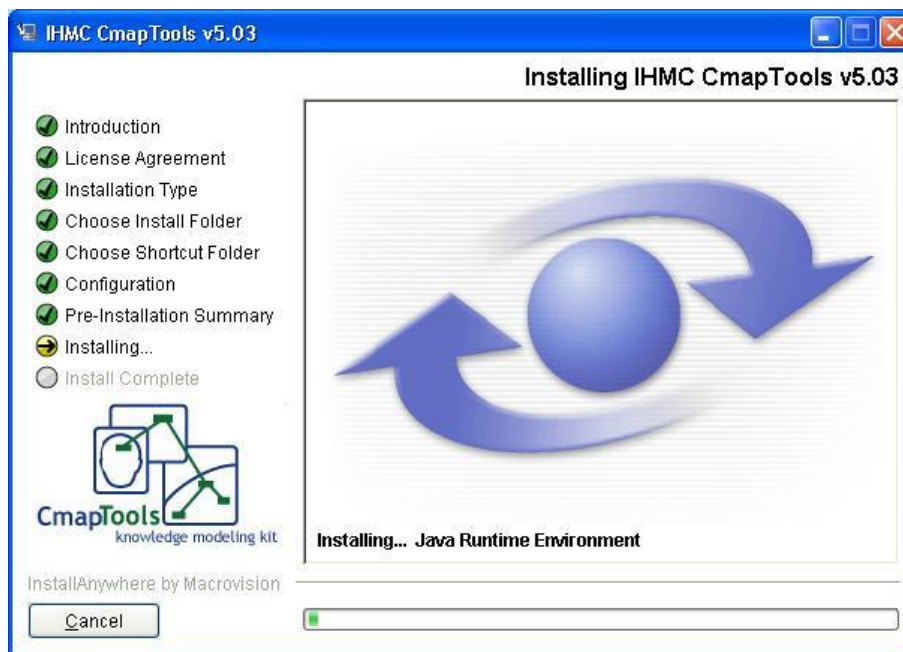 IHMC CmapTools v5.03
Installing IHMC CmapTools v5.03
Introduction
License Agreement
Installation Type
Choose Install Folder
Choose Shortcut Folder
Configuration
Pre-Installation Summary
Installing...
Install Complete
CmapTools
knowledge modeling kit
Installing... Java Runtime Environment
InstallAnywhere by Macrovision
Cancel